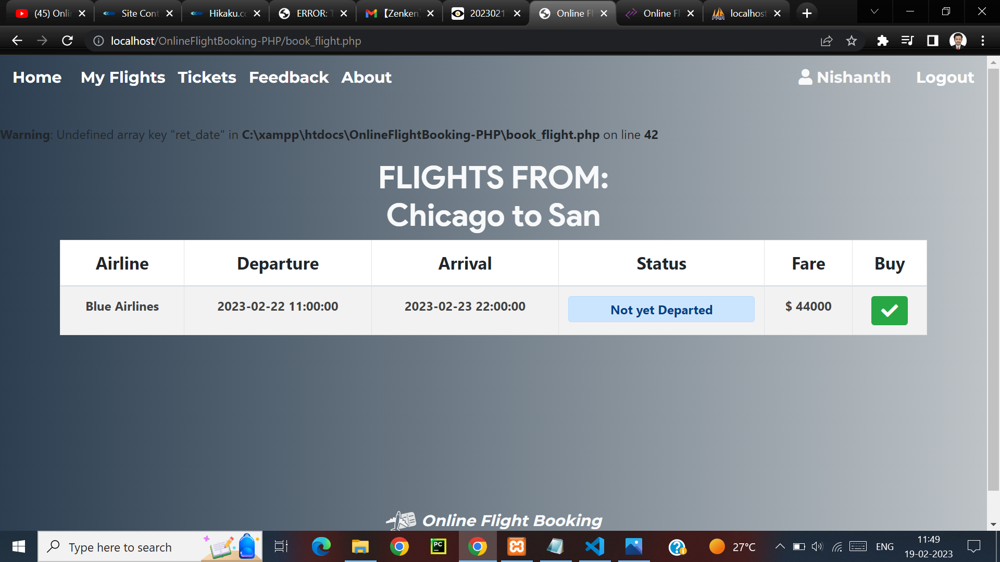 (45) Onli
Site Cont
Hikaku.co
ERROR: T
【Zenken
2023021
Online Fl
Online Fl
localhost
localhost/OnlineFlightBooking-PHP/book_flight.php
Home My Flights Tickets Feedback About Nishanth Logout
Warning: Undefined array key "ret_date" in C:\xampp\htdocs\OnlineFlightBooking-PHP\book_flight.php on line 42
FLIGHTS FROM:
Chicago to San
Airline Departure Arrival Status Fare Buy
Blue Airlines 2023-02-22 11:00:00 2023-02-23 22:00:00 Not yet Departed $ 44000
Online Flight Booking
Type here to search
PC
27°C
ENG
11:49
19-02-2023